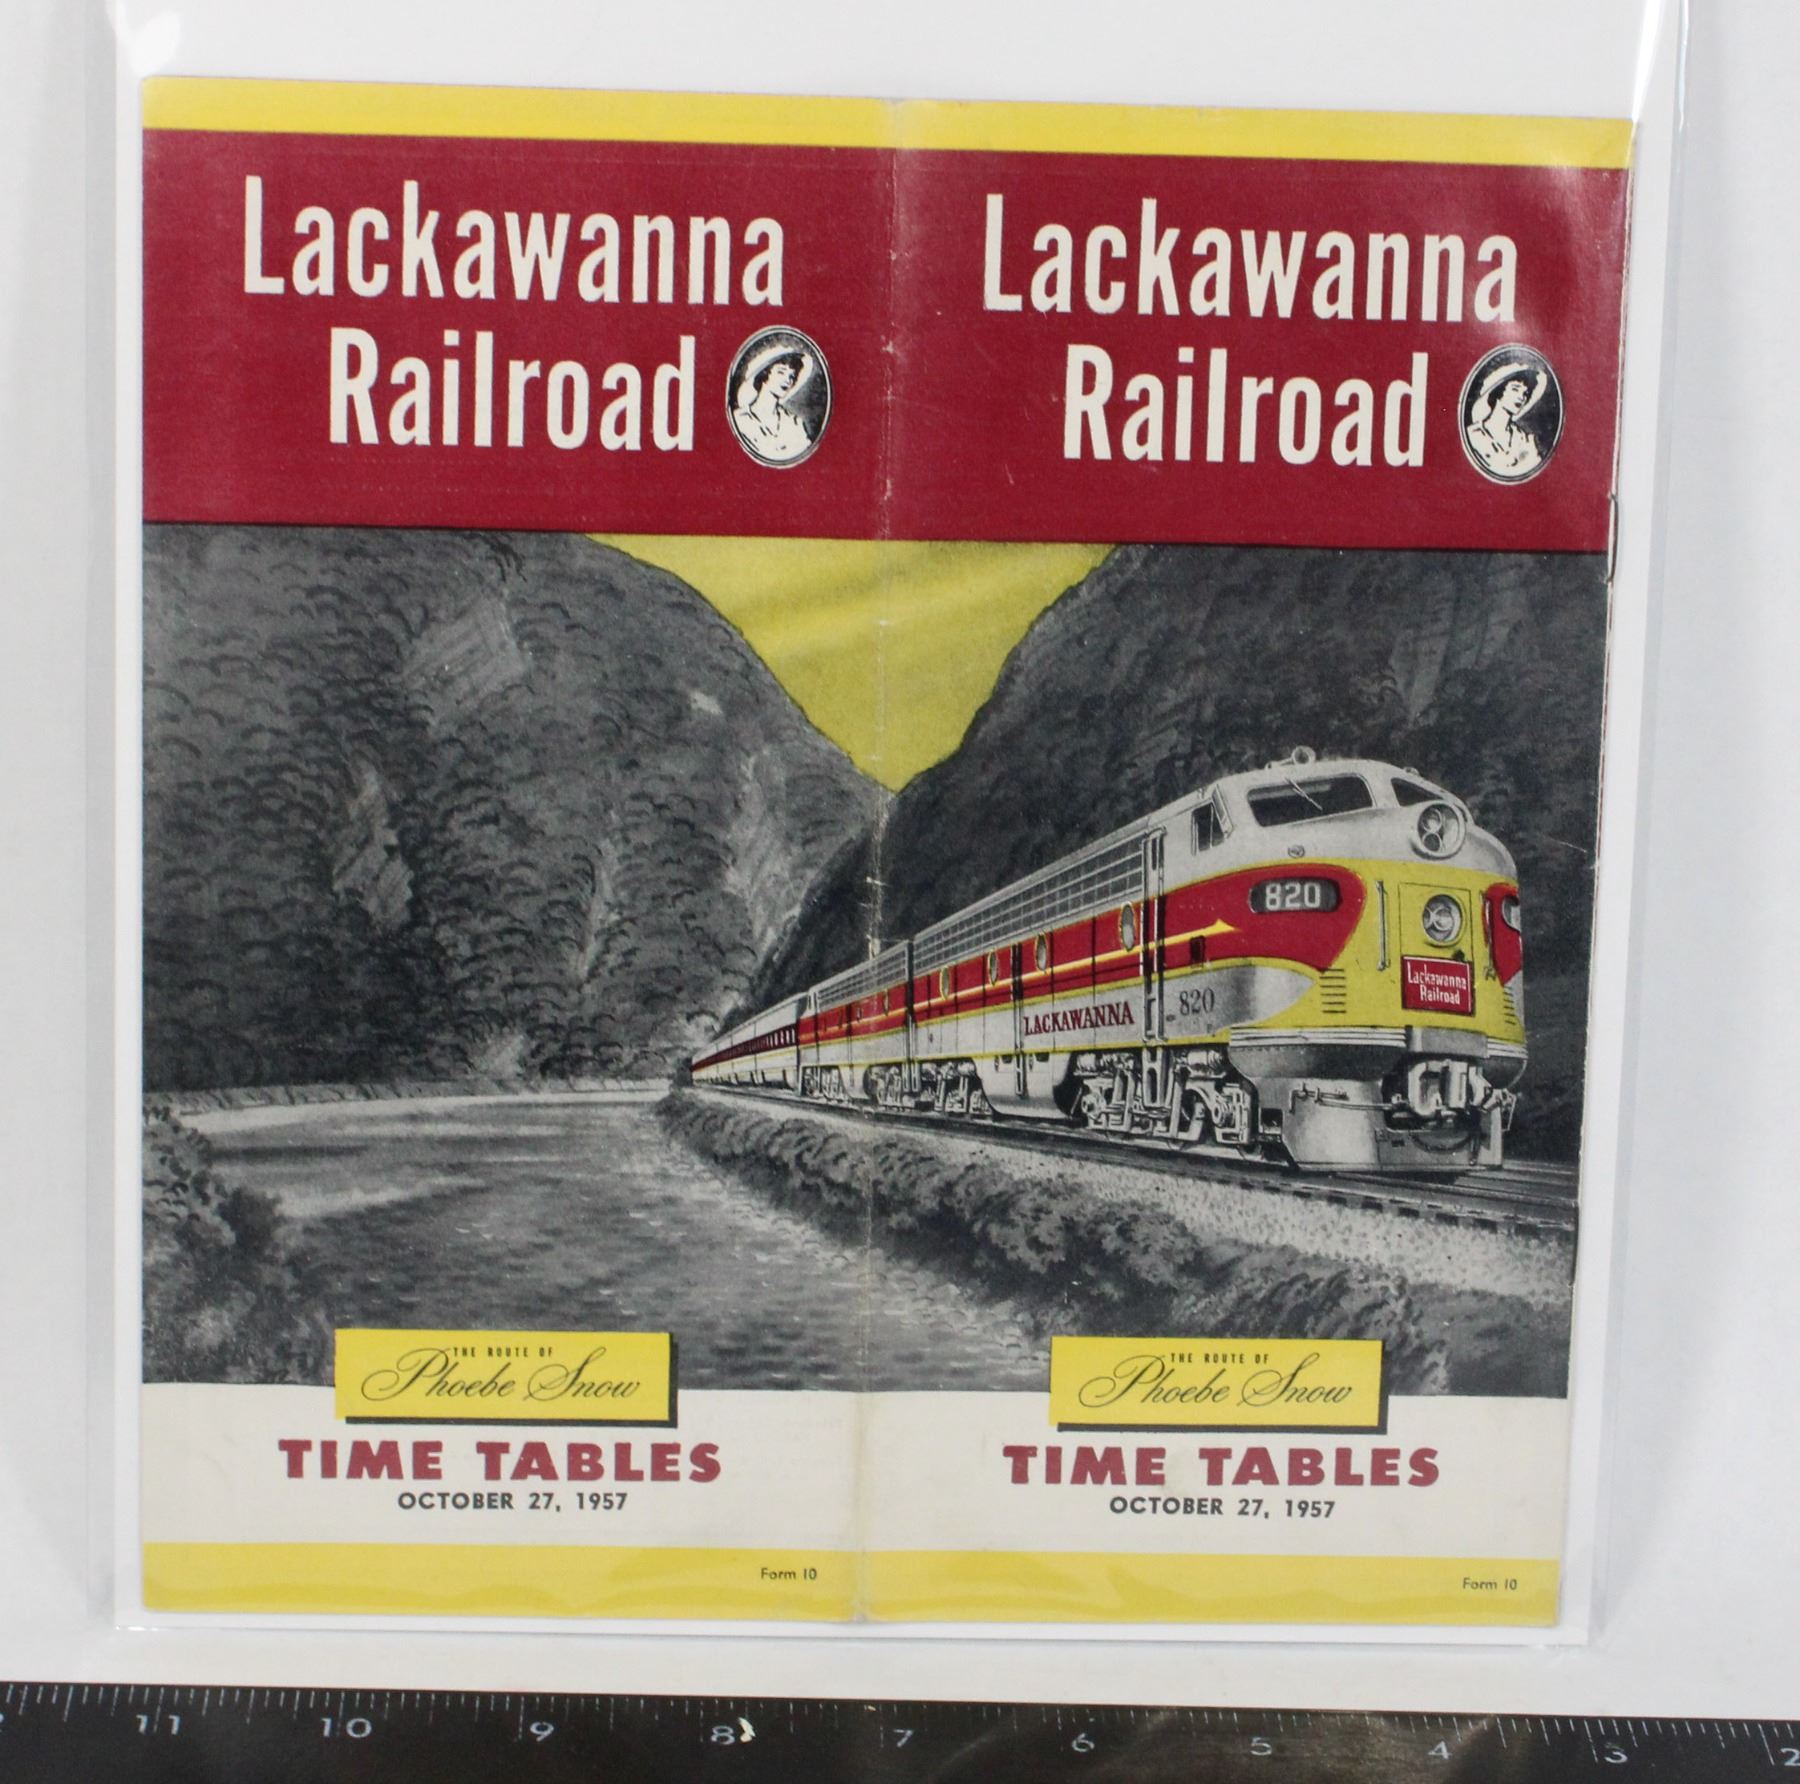 Lackawanna
Railroad
Lackawanna
Railroad
820
Lackawanna
Railroad
LACKAWANNA
820
THE ROUTE OF
Phoebe Snow
TIME TABLES
OCTOBER 27, 1957
Form 10
THE ROUTE OF
Phoebe Snow
TIME TABLES
OCTOBER 27, 1957
Form 10
11 10 9 8 7 6 5 4 3 2